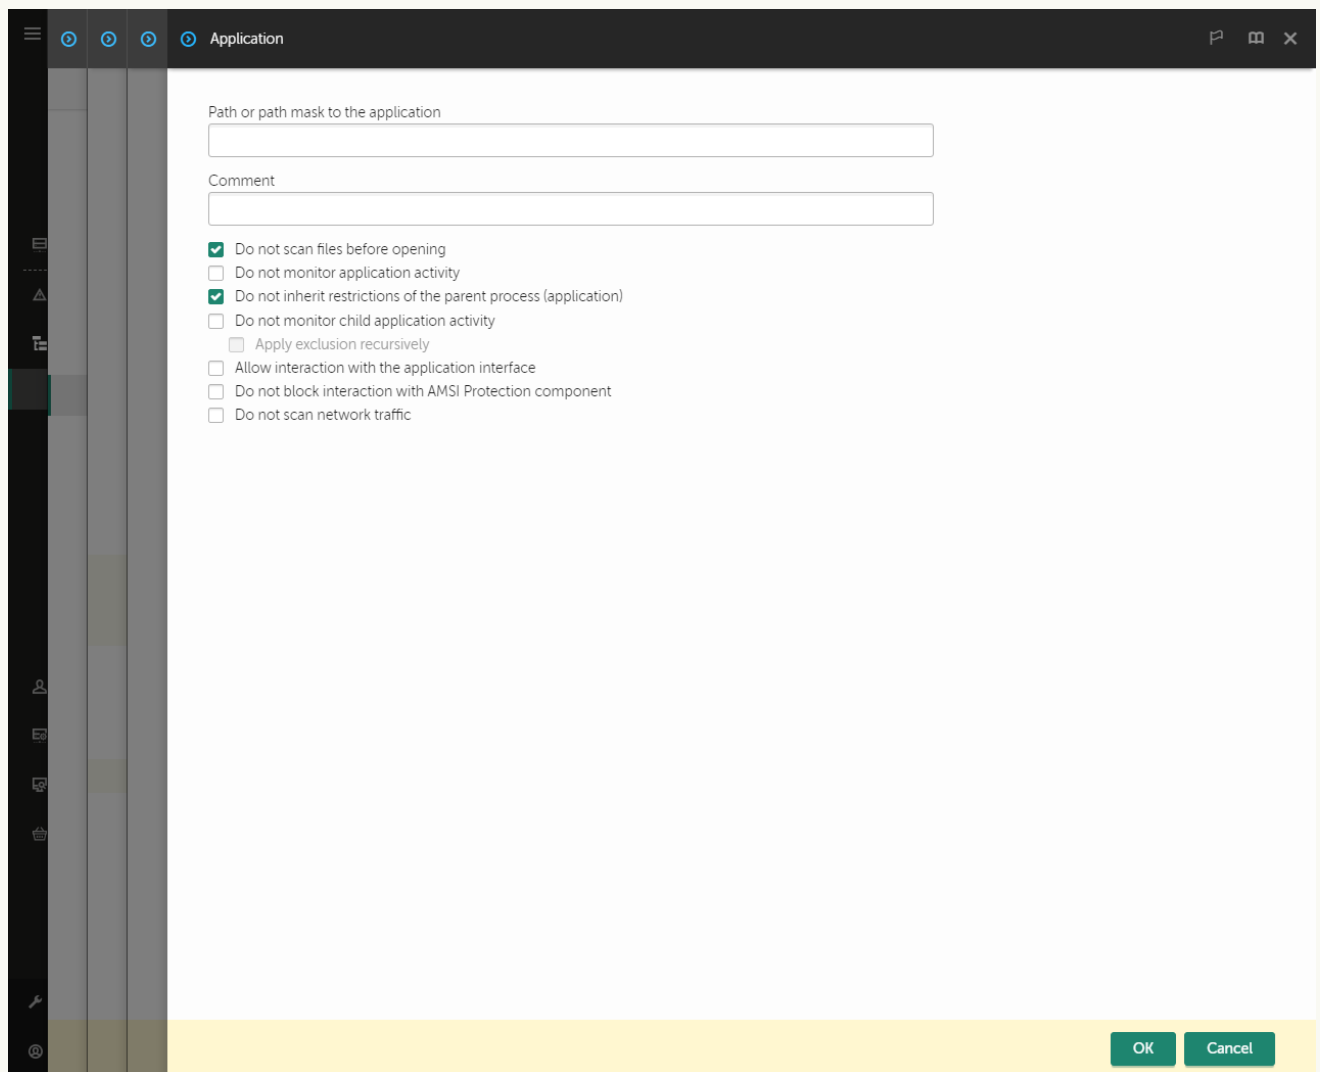 Application
Path or path mask to the application
Comment
Do not scan files before opening
Do not monitor application activity
Do not inherit restrictions of the parent process (application)
Do not monitor child application activity
Apply exclusion recursively
Allow interaction with the application interface
Do not block interaction with AMSI Protection component
Do not scan network traffic
OK Cancel